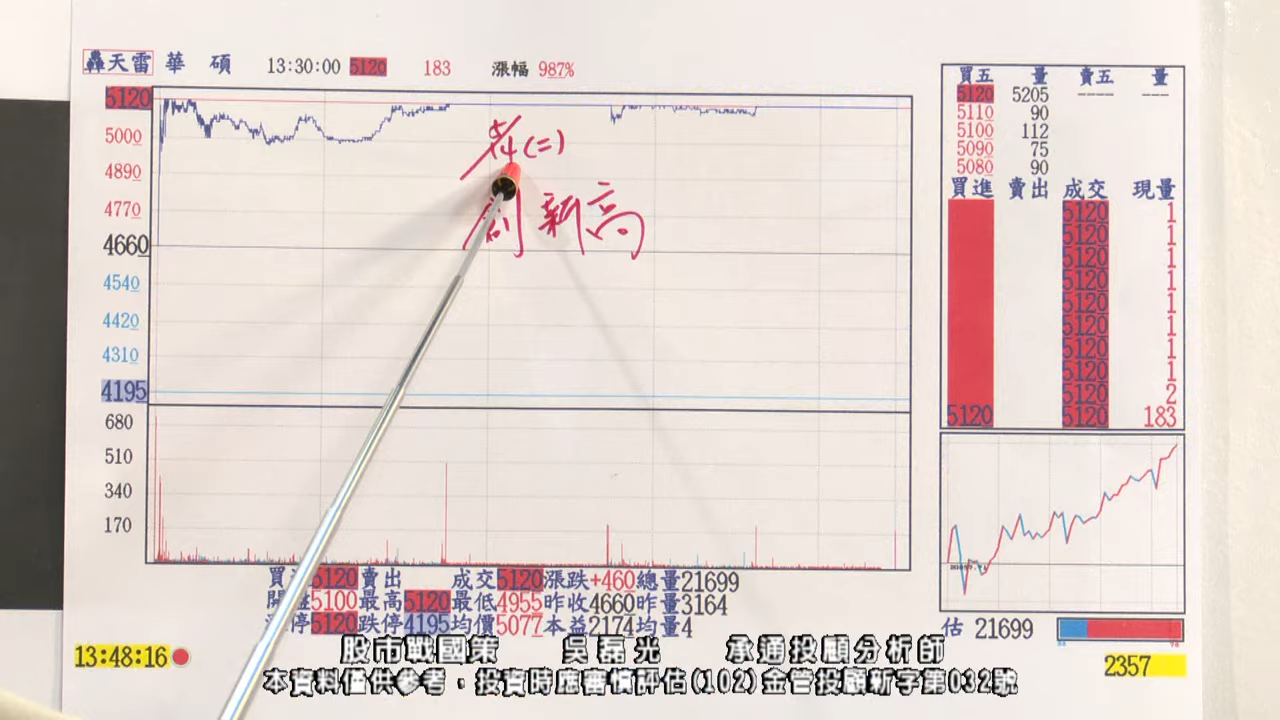 轟天雷 華碩 13:30:00 5120 183 漲幅 987%
5120
5000
4890
4770
4660
4540
4420
4310
4195
680
510
340
170
5/14(二)
創新高
買五 量 賣五 量
5120 5205 ---- ---
5110 90
5100 112
5090 75
5080 90
買進 賣出 成交 現量
5120 1
5120 1
5120 1
5120 1
5120 1
5120 1
5120 1
5120 1
5120 2
5120 5120 183
買 5120 賣出 成交 5120 漲跌 +460 總量 21699
開 5100 最高 5120 最低 4955 昨收 4660 昨量 3164
停 5120 跌停 4195 均價 5077 本益 2174 均量 4
估 21699
2357
13:48:16
股市戰國策 吳磊光 承通投顧分析師
本資料僅供參考，投資時應審慎評估(102)金管投顧新字第032號